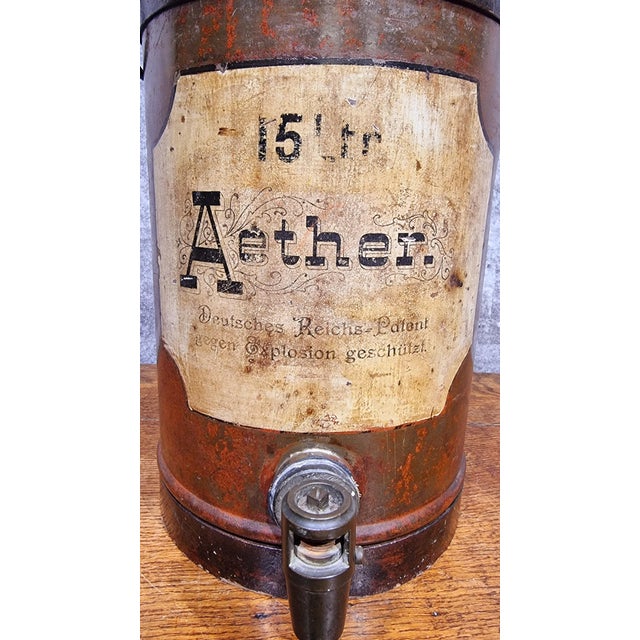 15 Ltr
Aether.
Deutsches Reichs-Patent
gegen Explosion geschützt.